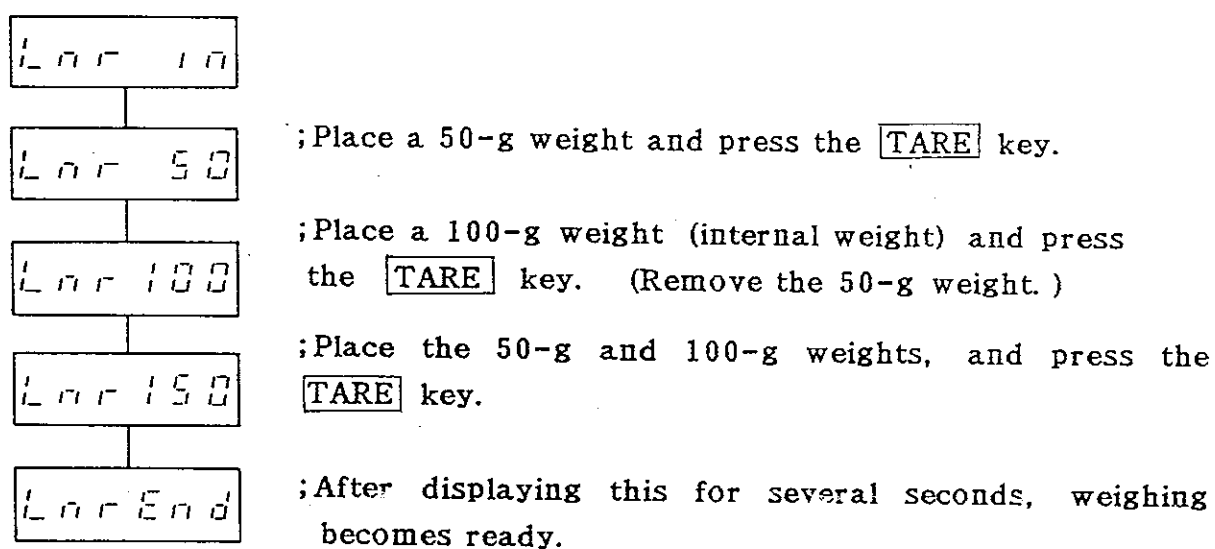 Lnr in
Lnr 50
;Place a 50-g weight and press the TARE key.
Lnr 100
;Place a 100-g weight (internal weight) and press
the TARE key. (Remove the 50-g weight.)
Lnr 150
;Place the 50-g and 100-g weights, and press the
TARE key.
Lnr End
;After displaying this for several seconds, weighing
becomes ready.